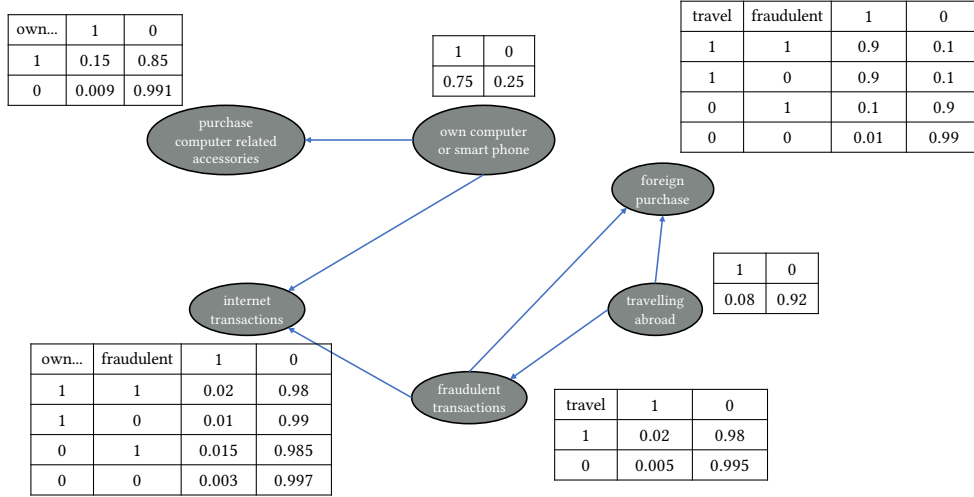 own... 1 0
1 0.15 0.85
0 0.009 0.991
1 0
0.75 0.25
travel fraudulent 1 0
1 1 0.9 0.1
1 0 0.9 0.1
0 1 0.1 0.9
0 0 0.01 0.99
purchase
computer related
accessories
own computer
or smart phone
foreign
purchase
1 0
0.08 0.92
internet
transactions
travelling
abroad
own... fraudulent 1 0
1 1 0.02 0.98
1 0 0.01 0.99
0 1 0.015 0.985
0 0 0.003 0.997
fraudulent
transactions
travel 1 0
1 0.02 0.98
0 0.005 0.995